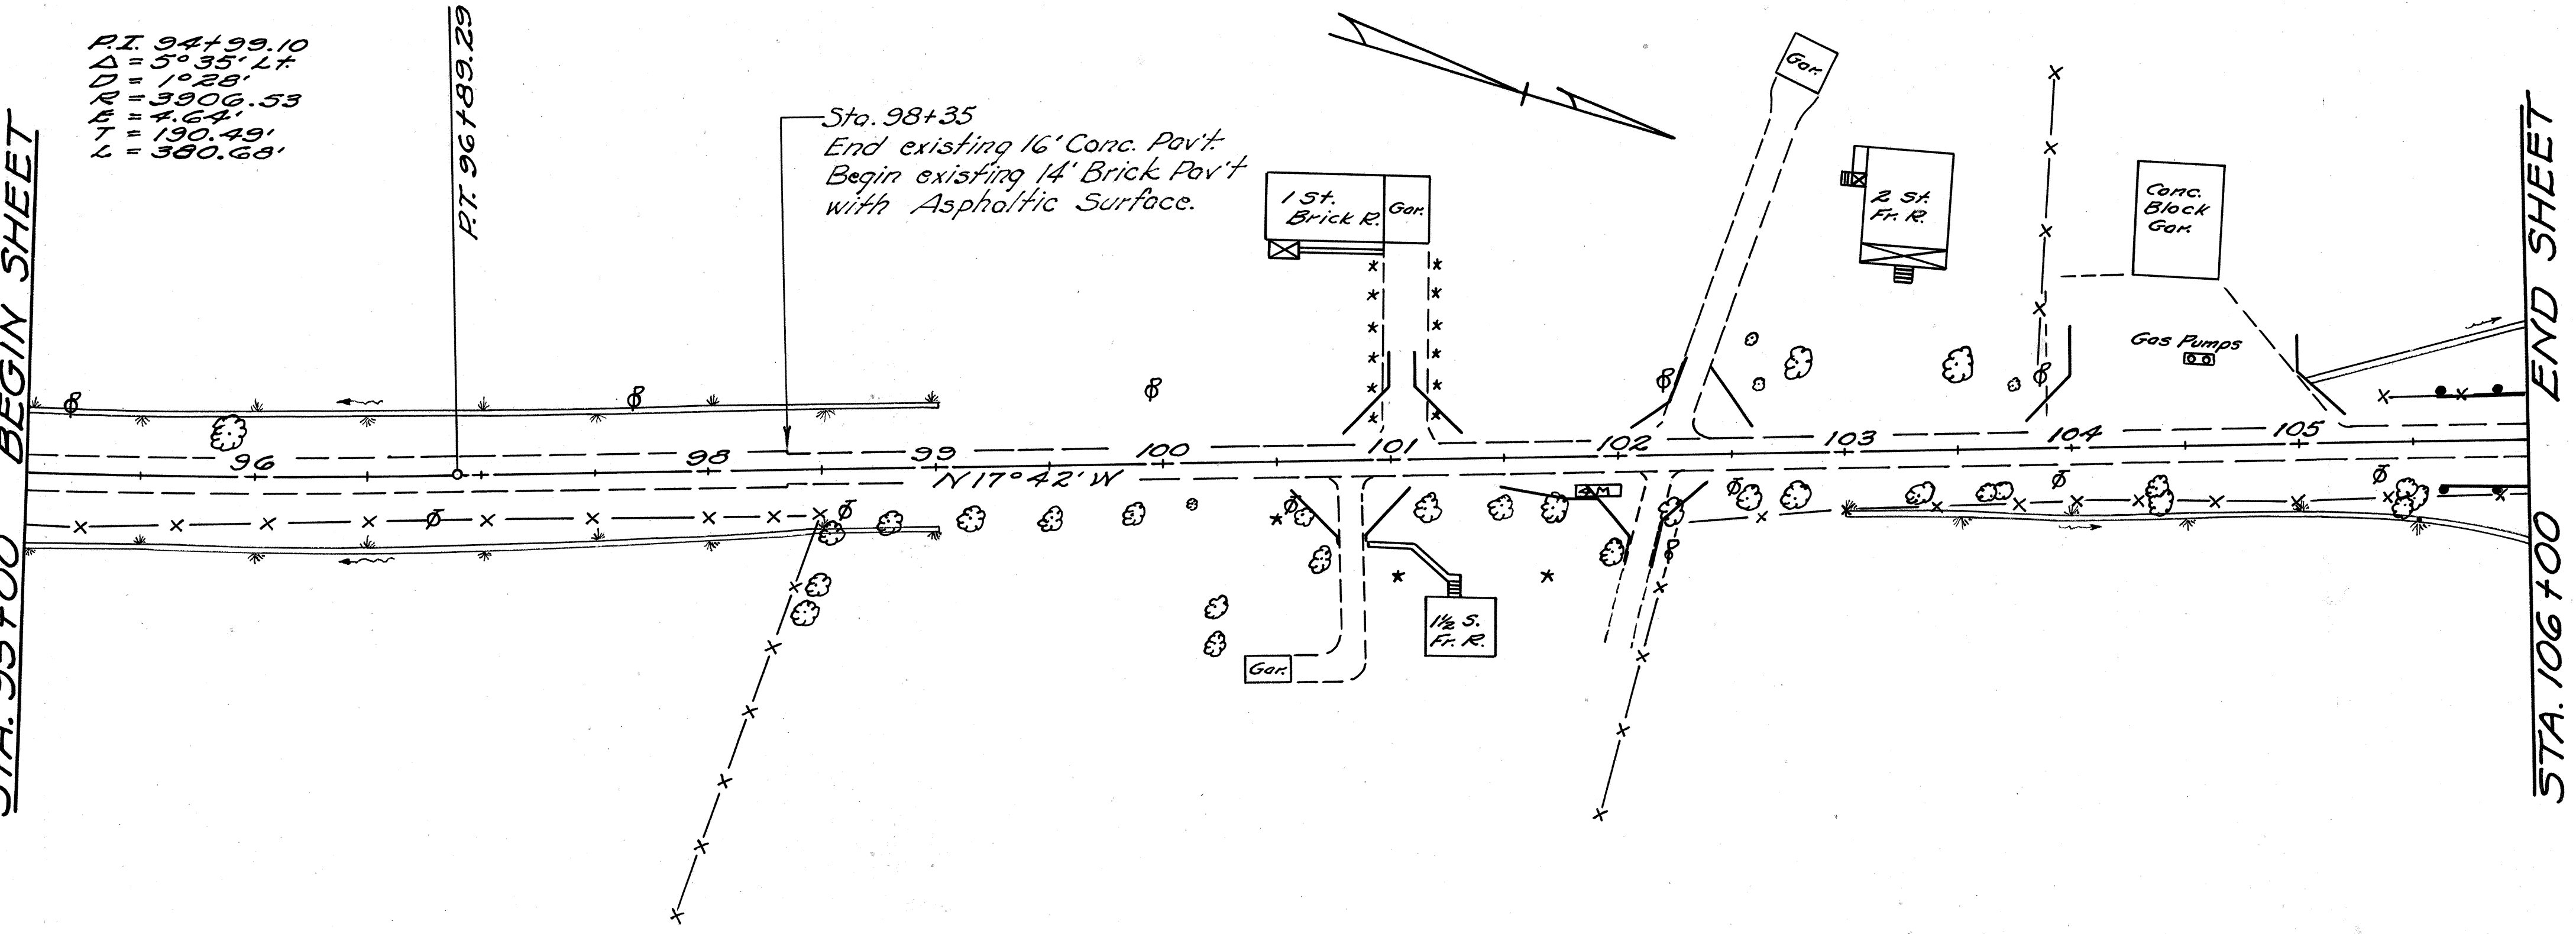 P.I. 94+99.10
Δ = 5°35' Lt.
D = 1°28'
R = 3906.53
E = 4.64'
T = 190.49'
L = 380.68'
P.T. 96+89.29
Sta. 98+35
End existing 16' Conc. Pav't.
Begin existing 14' Brick Pav't
with Asphaltic Surface.
1 St.
Brick R.
Gar.
Gar.
2 St.
Fr. R.
Conc.
Block
Gar.
Gas Pumps
BEGIN SHEET
STA. 95+00
END SHEET
STA. 106+00
96
98
99
100
101
102
103
104
105
N 17° 42' W
1½ S.
Fr. R.
Gar.